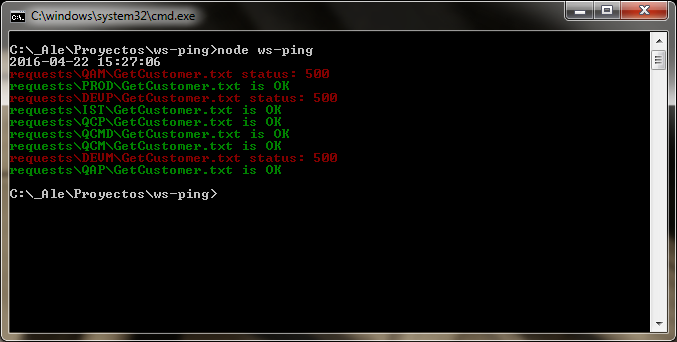 C:\windows\system32\cmd.exe
C:\_Ale\Proyectos\ws-ping>node ws-ping
2016-04-22 15:27:06
requests\QAM\GetCustomer.txt status: 500
requests\PROD\GetCustomer.txt is OK
requests\DEVP\GetCustomer.txt status: 500
requests\IST\GetCustomer.txt is OK
requests\QCP\GetCustomer.txt is OK
requests\QCMD\GetCustomer.txt is OK
requests\QCM\GetCustomer.txt is OK
requests\DEVM\GetCustomer.txt status: 500
requests\QAP\GetCustomer.txt is OK
C:\_Ale\Proyectos\ws-ping>